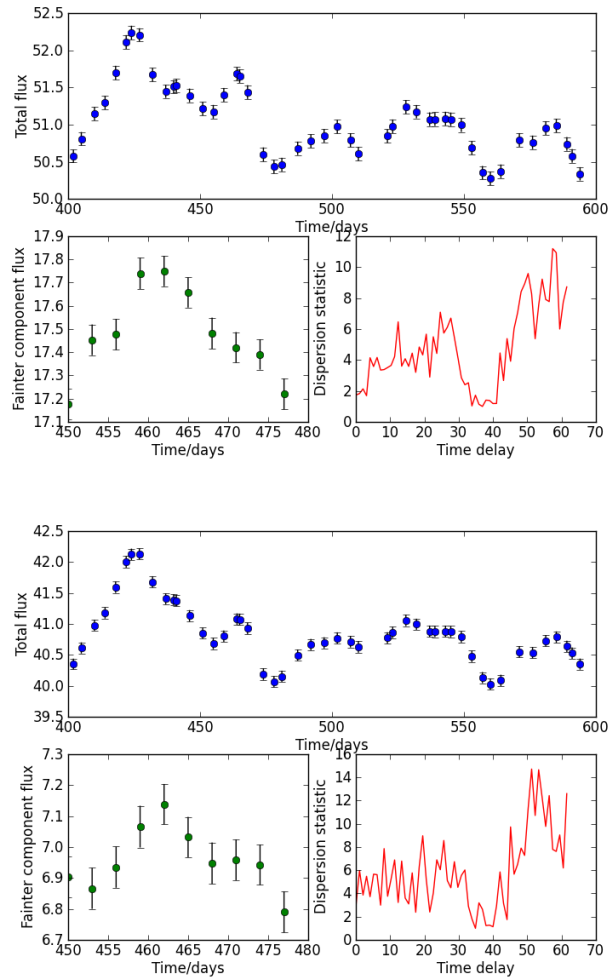 52.5
52.0
51.5
51.0
50.5
50.0
Total flux
400 450 500 550 600
Time/days
17.9
17.8
17.7
17.6
17.5
17.4
17.3
17.2
17.1
Fainter component flux
450 455 460 465 470 475 480
Time/days
12
10
8
6
4
2
0
Dispersion statistic
0 10 20 30 40 50 60 70
Time delay
42.5
42.0
41.5
41.0
40.5
40.0
39.5
Total flux
400 450 500 550 600
Time/days
7.3
7.2
7.1
7.0
6.9
6.8
6.7
Fainter component flux
450 455 460 465 470 475 480
Time/days
16
14
12
10
8
6
4
2
0
Dispersion statistic
0 10 20 30 40 50 60 70
Time delay